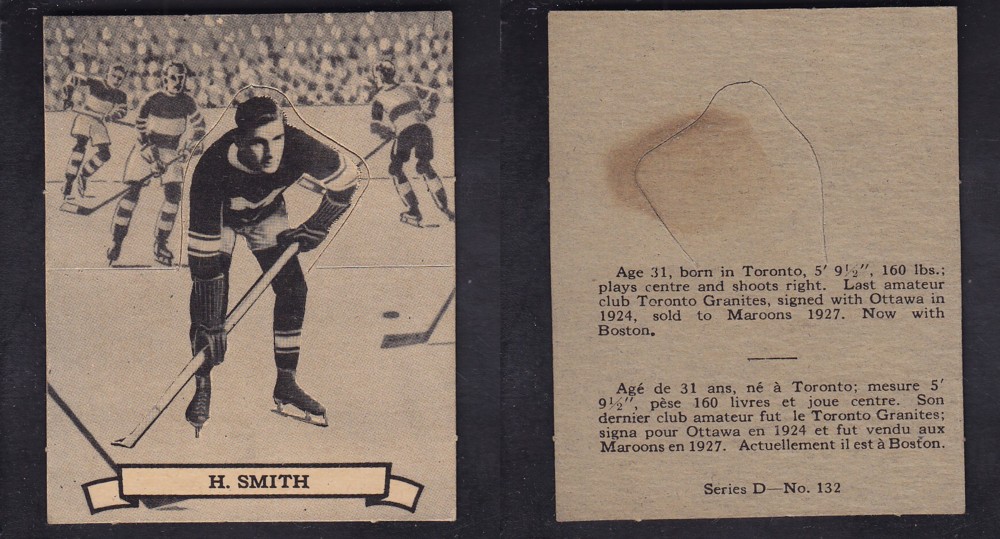 H. SMITH
Age 31, born in Toronto, 5′ 9½″, 160 lbs.;
plays centre and shoots right. Last amateur
club Toronto Granites, signed with Ottawa in
1924, sold to Maroons 1927. Now with
Boston.
Agé de 31 ans, né à Toronto; mesure 5′
9½″, pèse 160 livres et joue centre. Son
dernier club amateur fut le Toronto Granites;
signa pour Ottawa en 1924 et fut vendu aux
Maroons en 1927. Actuellement il est à Boston.
Series D—No. 132